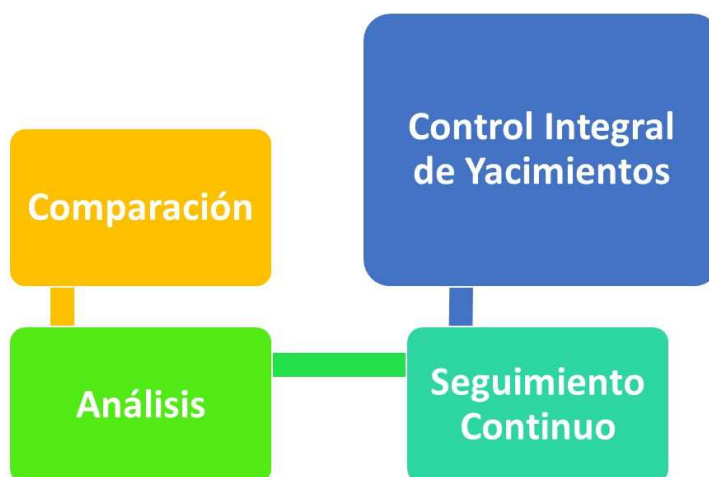 Comparación
Análisis
Seguimiento
Continuo
Control Integral
de Yacimientos